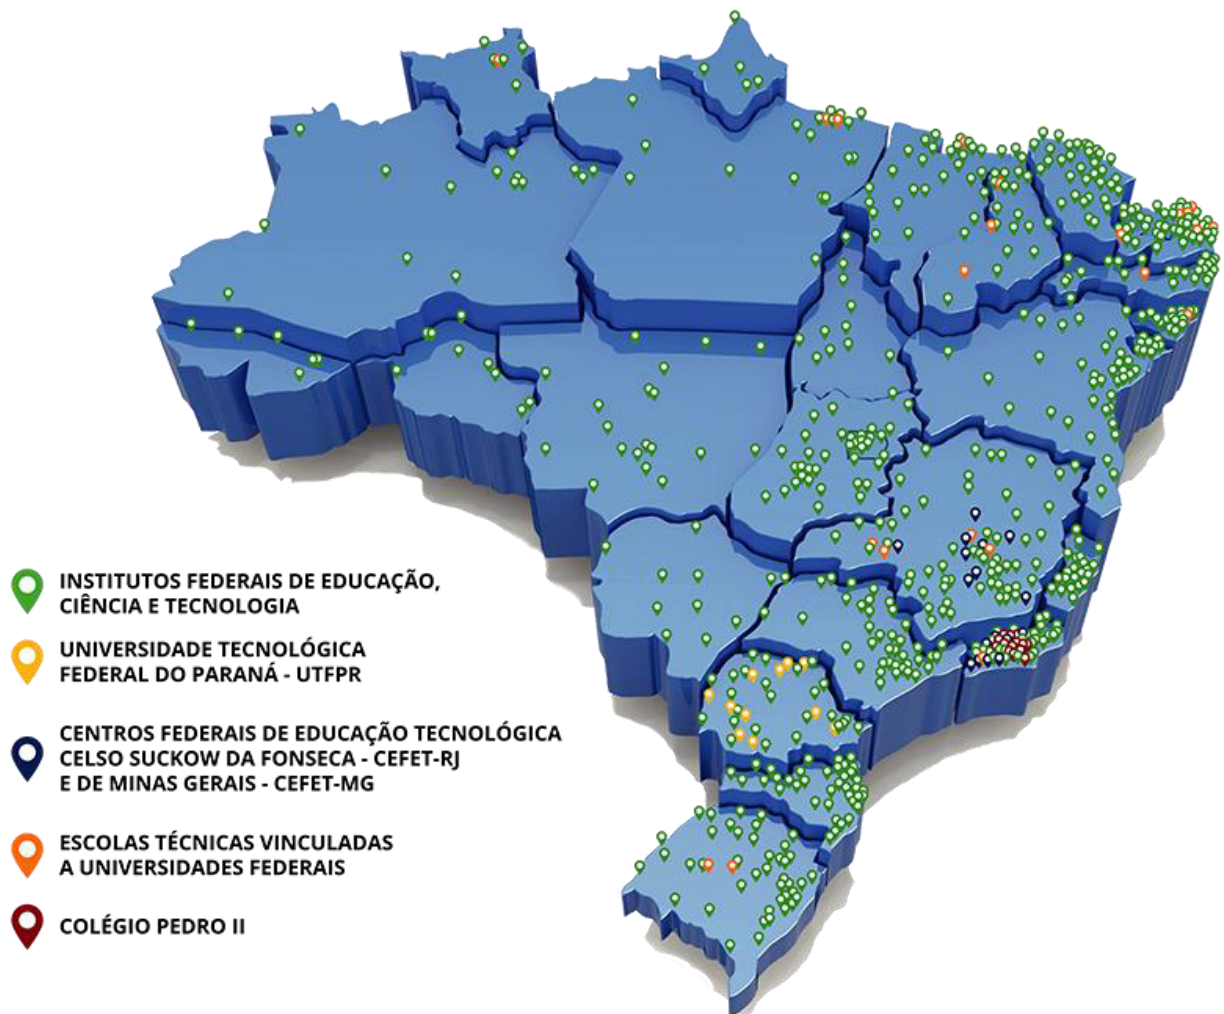 INSTITUTOS FEDERAIS DE EDUCAÇÃO,
CIÊNCIA E TECNOLOGIA
UNIVERSIDADE TECNOLÓGICA
FEDERAL DO PARANÁ - UTFPR
CENTROS FEDERAIS DE EDUCAÇÃO TECNOLÓGICA
CELSO SUCKOW DA FONSECA - CEFET-RJ
E DE MINAS GERAIS - CEFET-MG
ESCOLAS TÉCNICAS VINCULADAS
A UNIVERSIDADES FEDERAIS
COLÉGIO PEDRO II